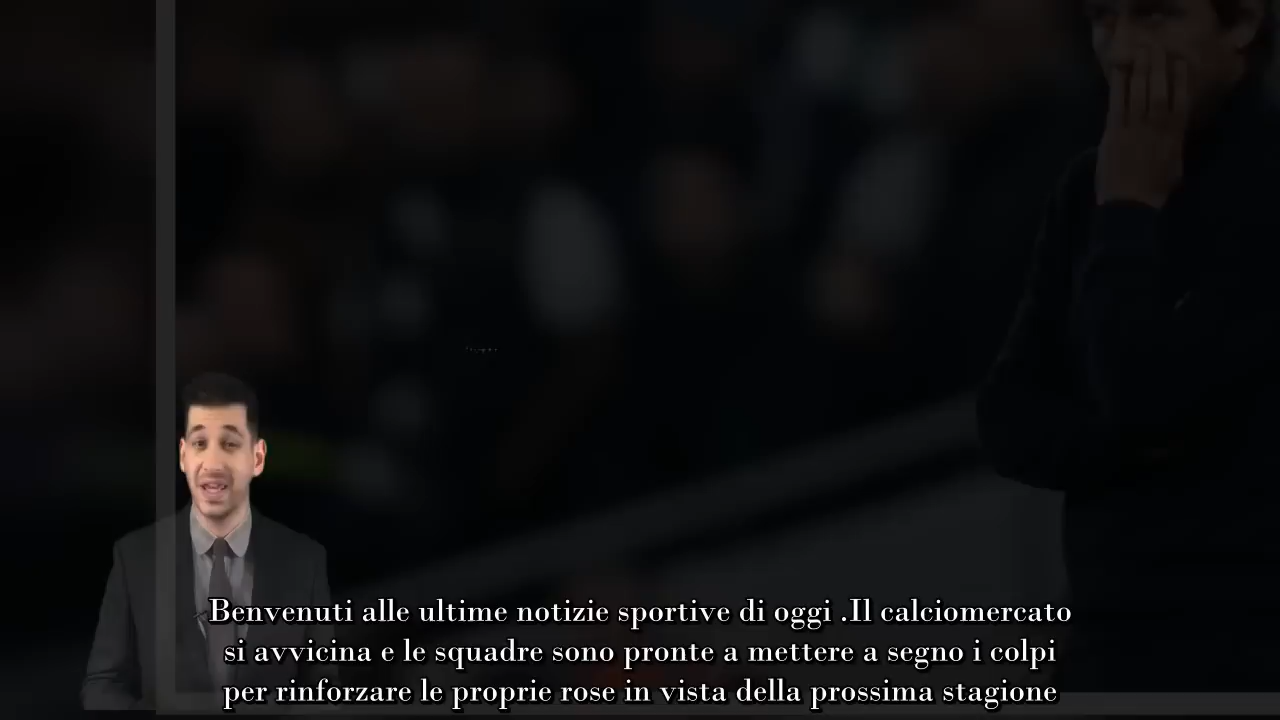 Benvenuti alle ultime notizie sportive di oggi .Il calciomercato
si avvicina e le squadre sono pronte a mettere a segno i colpi
per rinforzare le proprie rose in vista della prossima stagione